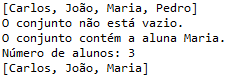 [Carlos, João, Maria, Pedro]
O conjunto não está vazio.
O conjunto contém a aluna Maria.
Número de alunos: 3
[Carlos, João, Maria]